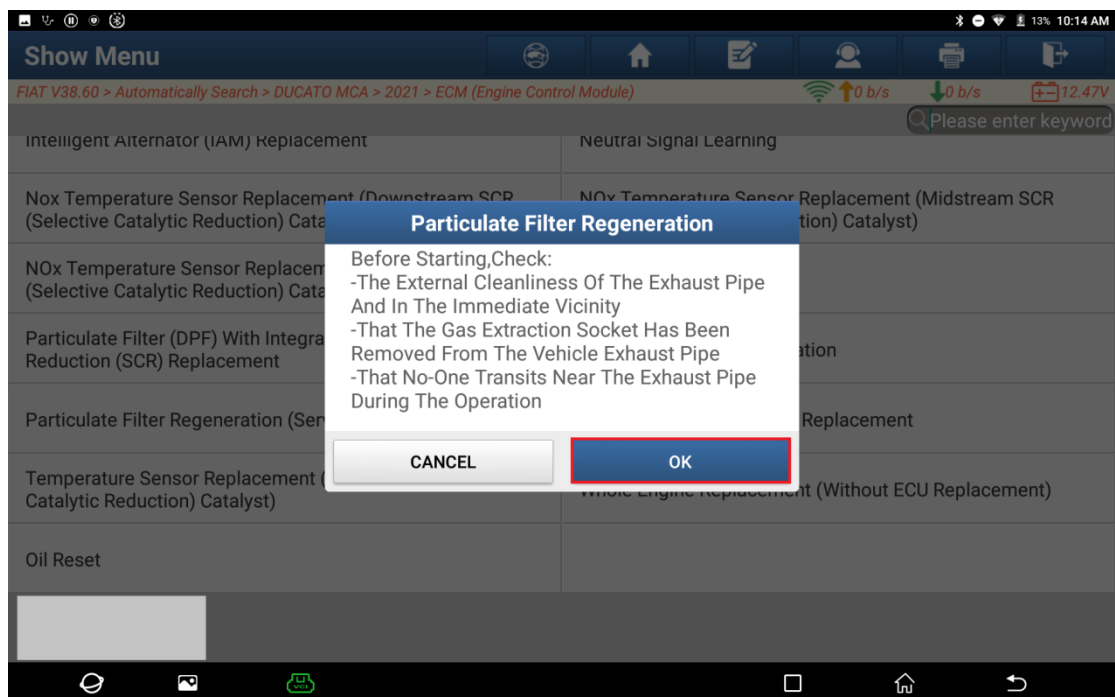 13% 10:14 AM
Show Menu
FIAT V38.60 > Automatically Search > DUCATO MCA > 2021 > ECM (Engine Control Module)
0 b/s
0 b/s
12.47V
Please enter keyword
Intelligent Alternator (IAM) Replacement
Neutral Signal Learning
Nox Temperature Sensor Replacement (Downstream SCR
(Selective Catalytic Reduction) Cata
NOx Temperature Sensor Replacement (Midstream SCR
tion) Catalyst)
NOx Temperature Sensor Replacem
(Selective Catalytic Reduction) Cata
Particulate Filter (DPF) With Integra
Reduction (SCR) Replacement
ation
Particulate Filter Regeneration (Ser
Replacement
Temperature Sensor Replacement (
Catalytic Reduction) Catalyst)
Whole Engine Replacement (Without ECU Replacement)
Oil Reset
Particulate Filter Regeneration
Before Starting,Check:
-The External Cleanliness Of The Exhaust Pipe
And In The Immediate Vicinity
-That The Gas Extraction Socket Has Been
Removed From The Vehicle Exhaust Pipe
-That No-One Transits Near The Exhaust Pipe
During The Operation
CANCEL
OK
VCI